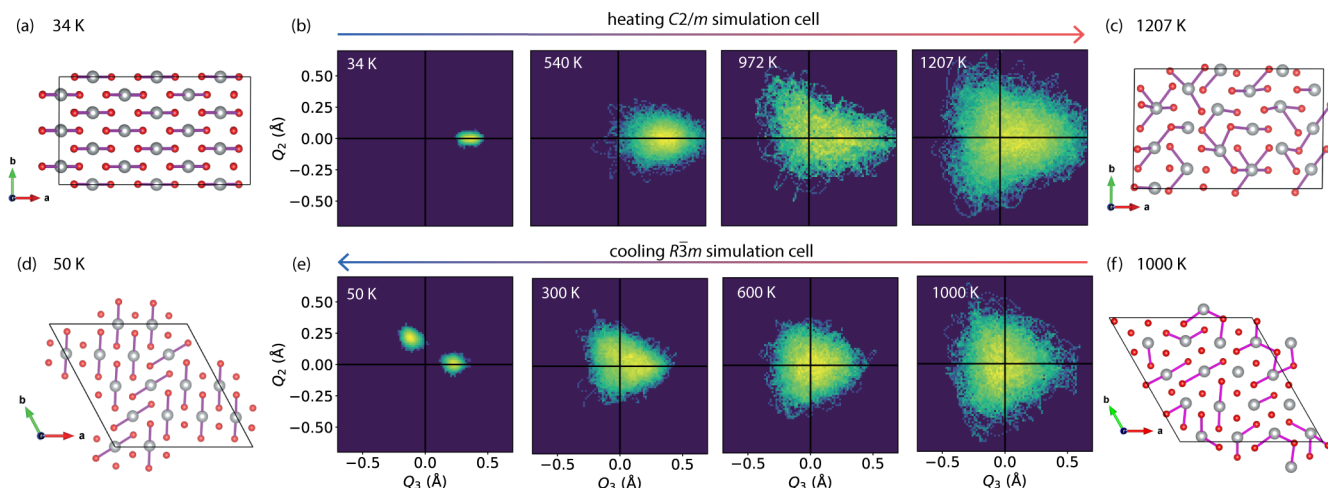 (a) 34 K
(b) heating C2/m simulation cell
(c) 1207 K
34 K 540 K 972 K 1207 K
0.50
0.25
0.00
−0.25
−0.50
Q₂ (Å)
b
a
b
a
(d) 50 K
(e) cooling R3̅m simulation cell
(f) 1000 K
50 K 300 K 600 K 1000 K
0.50
0.25
0.00
−0.25
−0.50
Q₂ (Å)
b
a
b
a
−0.5 0.0 0.5 −0.5 0.0 0.5 −0.5 0.0 0.5 −0.5 0.0 0.5
Q₃ (Å) Q₃ (Å) Q₃ (Å) Q₃ (Å)